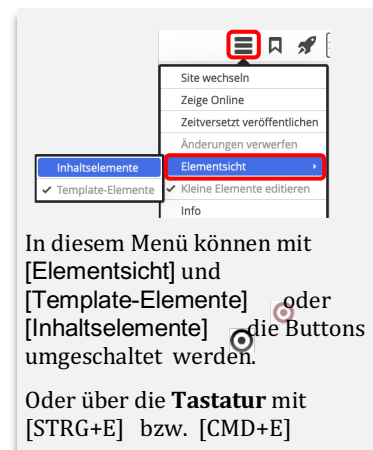 Site wechseln
Zeige Online
Zeitversetzt veröffentlichen
Änderungen verwerfen
Inhaltselemente
Elementsicht
✓ Template-Elemente
✓ Kleine Elemente editieren
Info
In diesem Menü können mit
[Elementsicht] und
[Template-Elemente] oder
[Inhaltselemente] die Buttons
umgeschaltet werden.
Oder über die Tastatur mit
[STRG+E] bzw. [CMD+E]